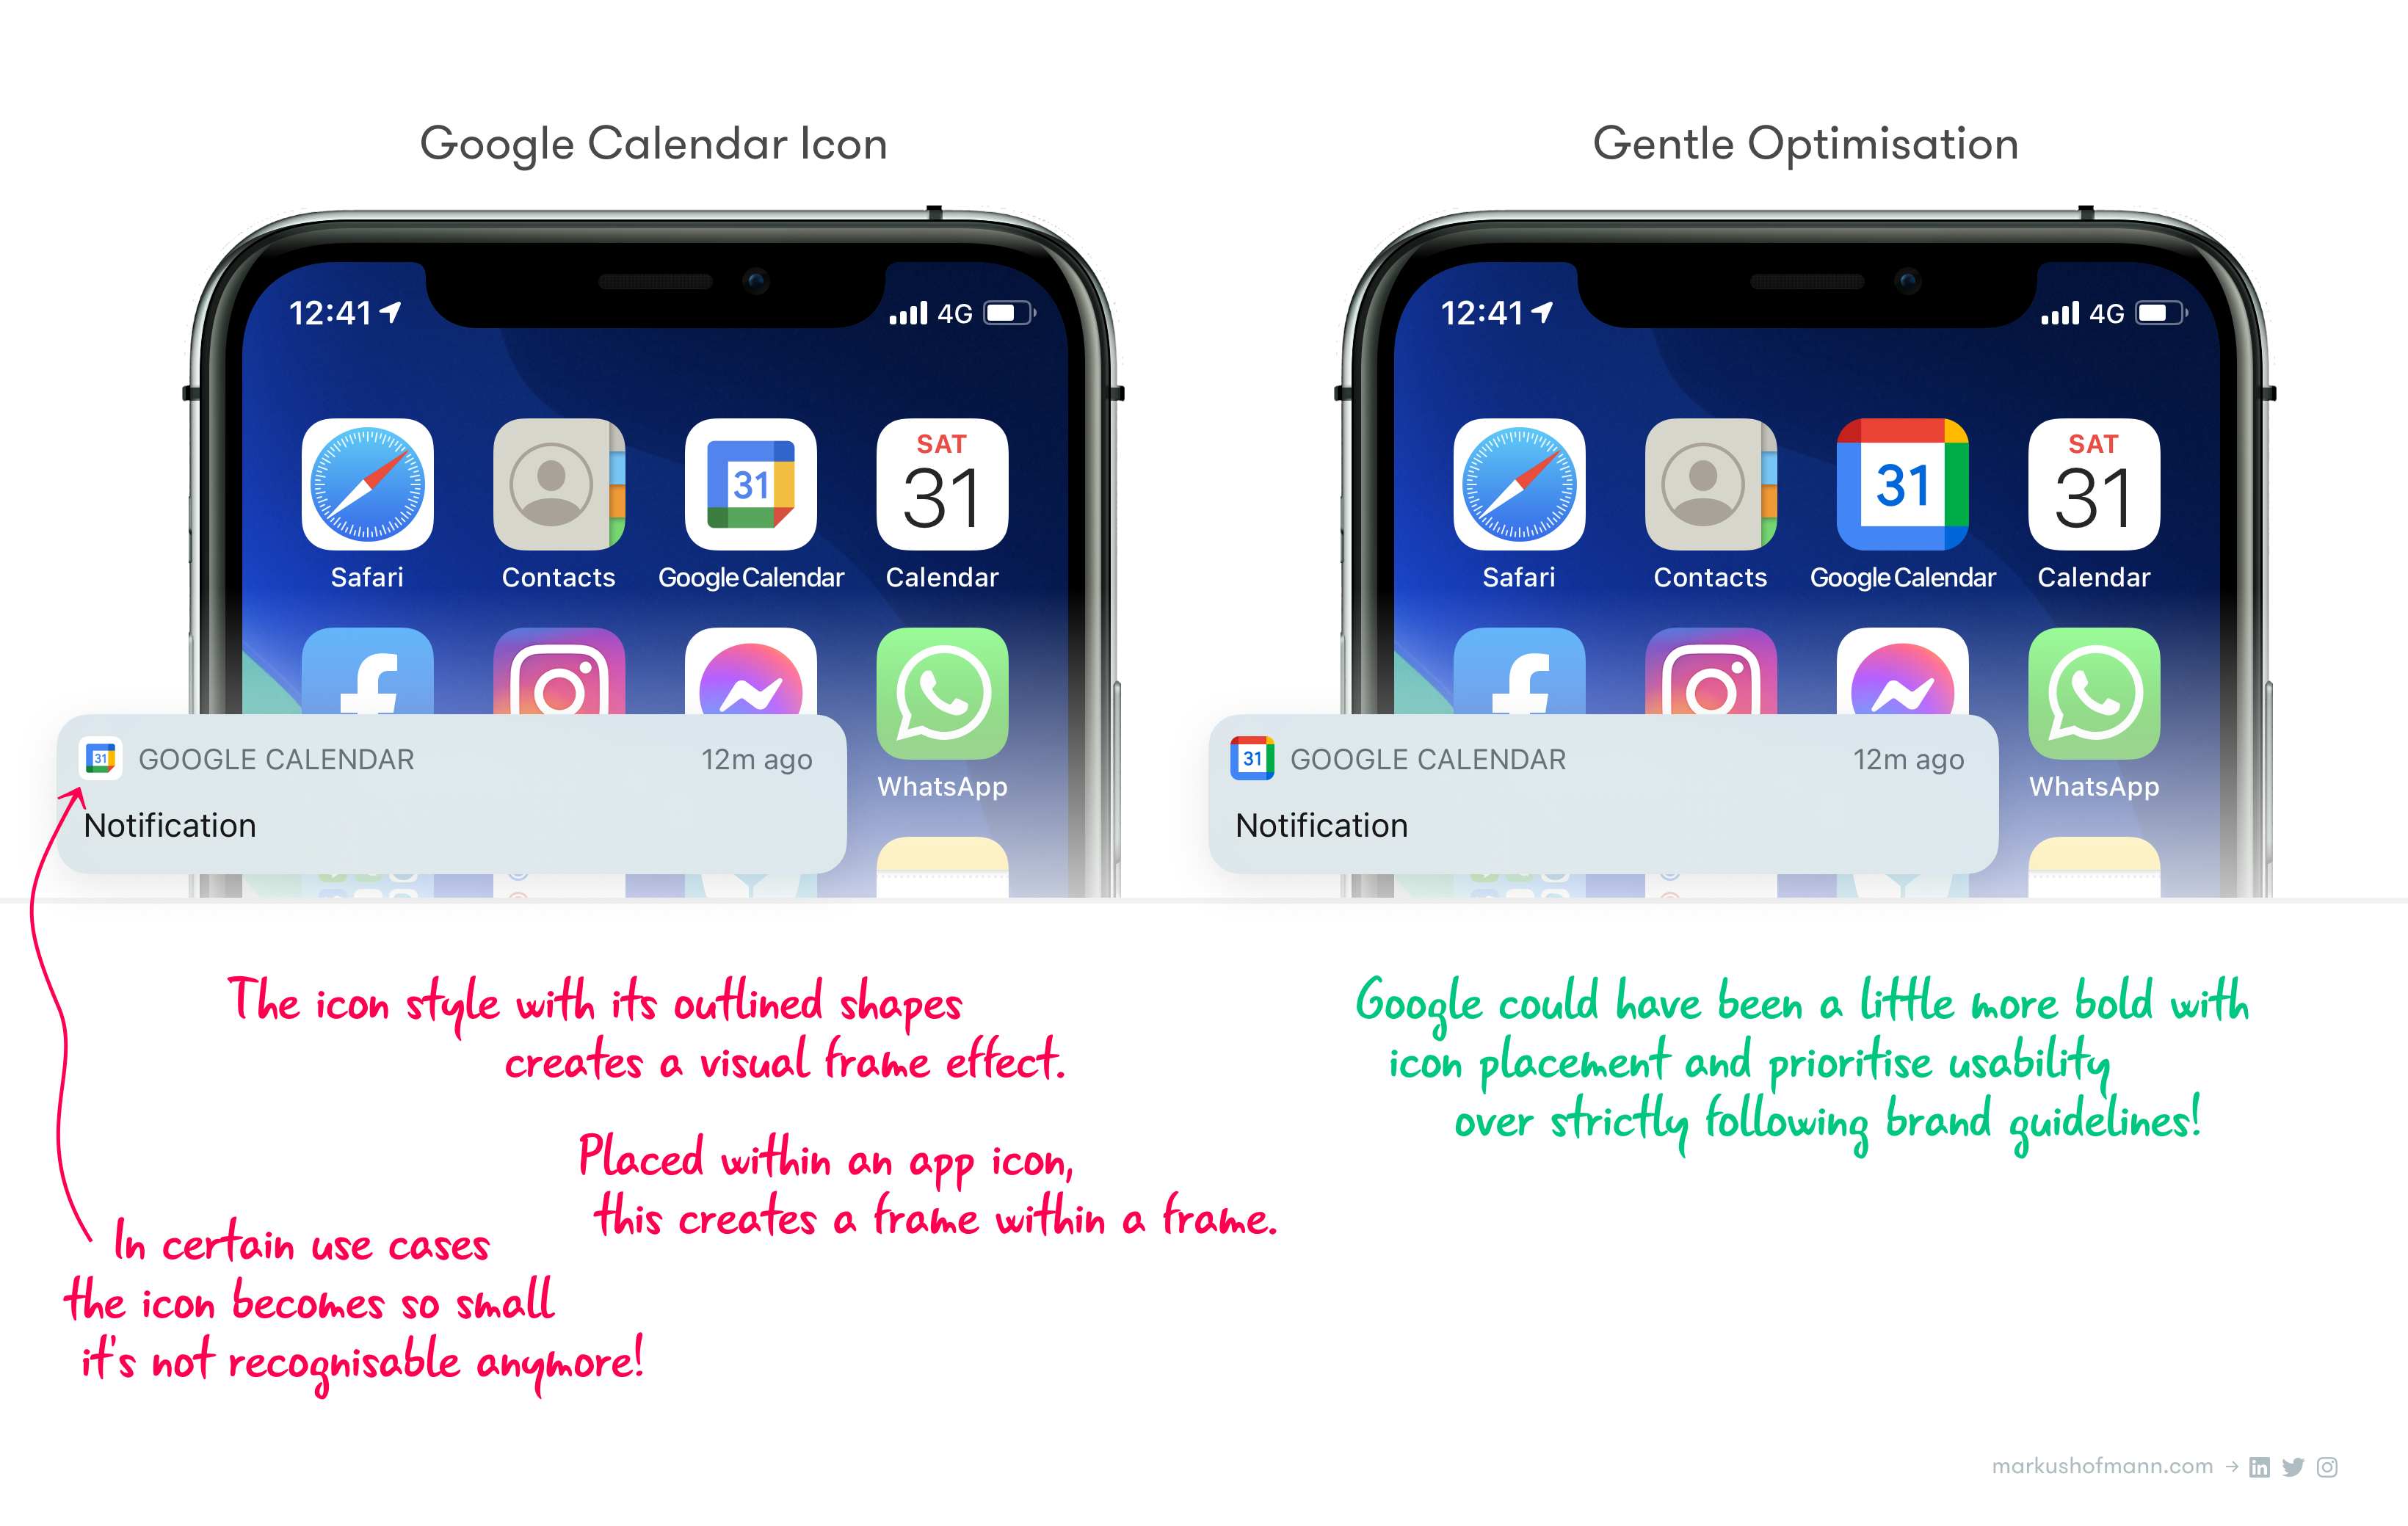 Google Calendar Icon
Gentle Optimisation
12:41
4G
SAT
31
31
Safari
Contacts
Google Calendar
Calendar
31
GOOGLE CALENDAR
12m ago
Notification
WhatsApp
12:41
4G
SAT
31
31
Safari
Contacts
Google Calendar
Calendar
31
GOOGLE CALENDAR
12m ago
Notification
WhatsApp
The icon style with its outlined shapes
creates a visual frame effect.
Placed within an app icon,
this creates a frame within a frame.
In certain use cases
the icon becomes so small
it's not recognisable anymore!
Google could have been a little more bold with
icon placement and prioritise usability
over strictly following brand guidelines!
markushofmann.com →